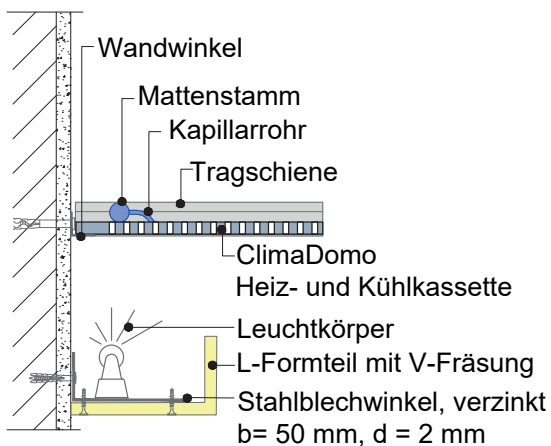 Wandwinkel
Mattenstamm
Kapillarrohr
Tragschiene
ClimaDomo
Heiz- und Kühlkassette
Leuchtkörper
L-Formteil mit V-Fräsung
Stahlblechwinkel, verzinkt
b= 50 mm, d = 2 mm